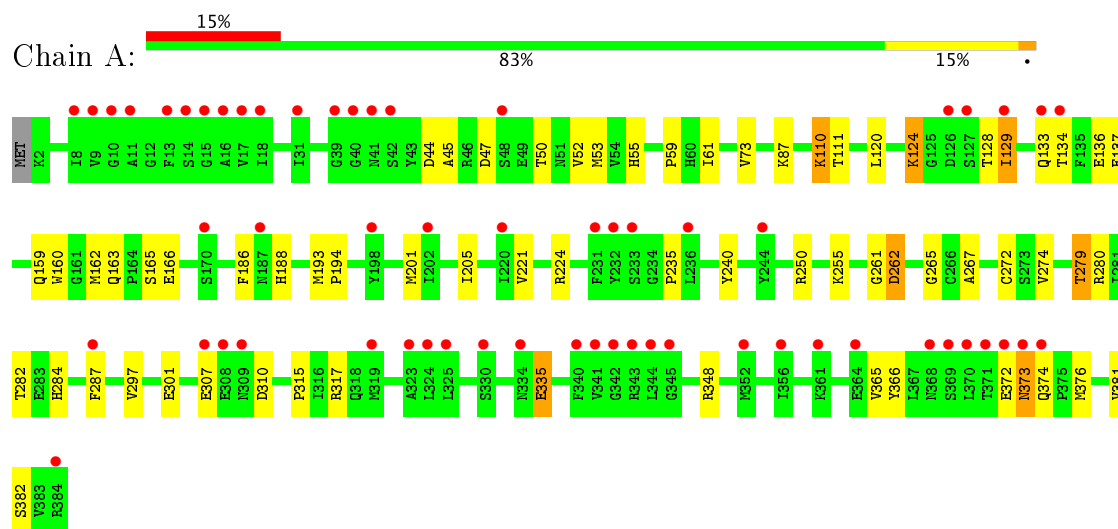 15%
Chain A:
83% 15% •
MET K2 I8 V9 G10 A11 G12 F13 S14 G15 A16 V17 I18 I31 G39 G40 N41 S42 Y43 D44 A45 R46 D47 S48 E49 T50 N51 V52 M53 V54 H55 P59 H60 I61 V73 K87 K110 T111 L120 K124 G125 D126 S127 T128 I129 Q133 T134 F135 E136
Q159 W160 G161 M162 Q163 P164 S165 E166 S170 F186 N187 H188 M193 P194 Y198 M201 I202 I205 I220 V221 R224 F231 Y232 S233 G234 P235 L236 Y240 Y244 R250 K255 G261 D262 G265 C266 A267 C272 S273 V274 T279 R280
T282 E283 H284 F287 V297 E301 E307 E308 N309 D310 P315 I316 R317 Q318 M319 A323 L324 L325 S330 N334 E335 F340 V341 G342 R343 L344 G345 R348 M352 I356 K361 E364 V365 Y366 L367 N368 S369 L370 T371 E372 N373 Q374 P375 M376
S382 V383 R384